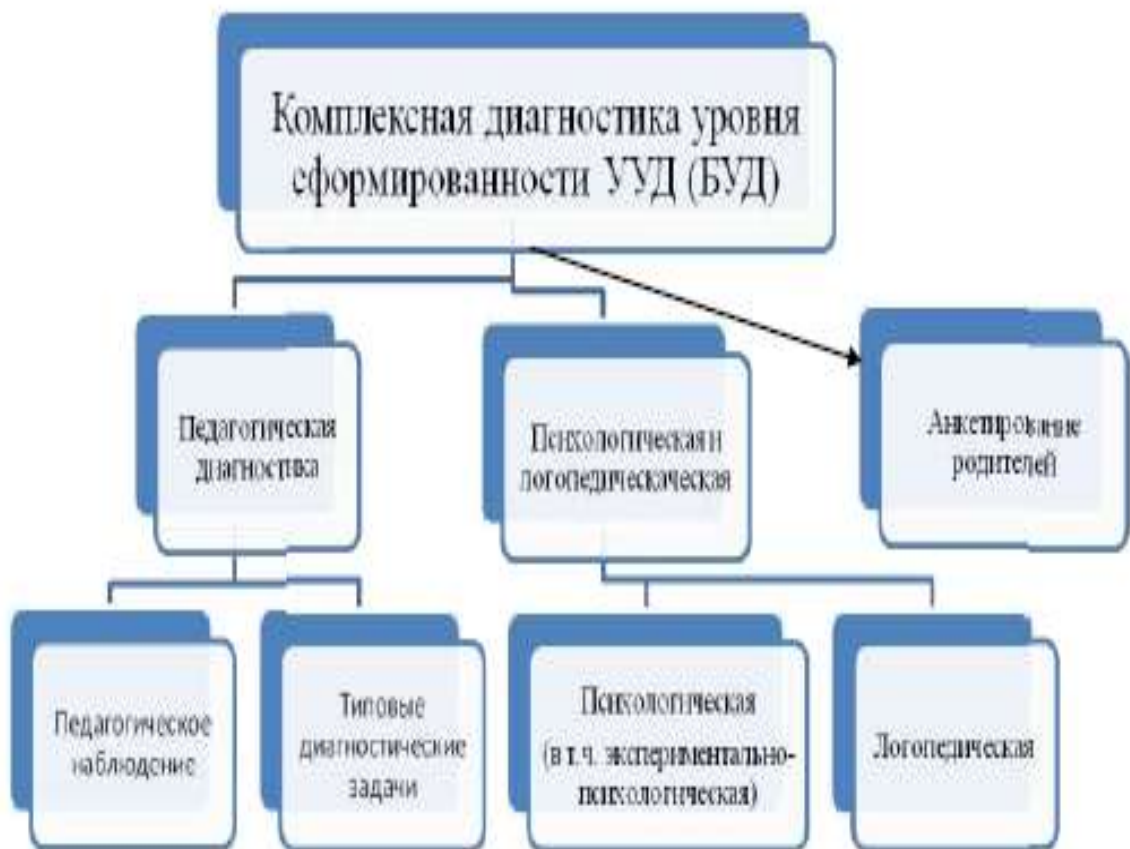 Комплексная диагностика уровня
сформированности УУД (БУД)
Педагогическая
диагностика
Психологическая и
логопедическаческая
Анкетирование
родителей
Педагогическое
наблюдение
Типовые
диагностические
задачи
Психологическая
(в т.ч. экспериментально-
психологическая)
Логопедическая